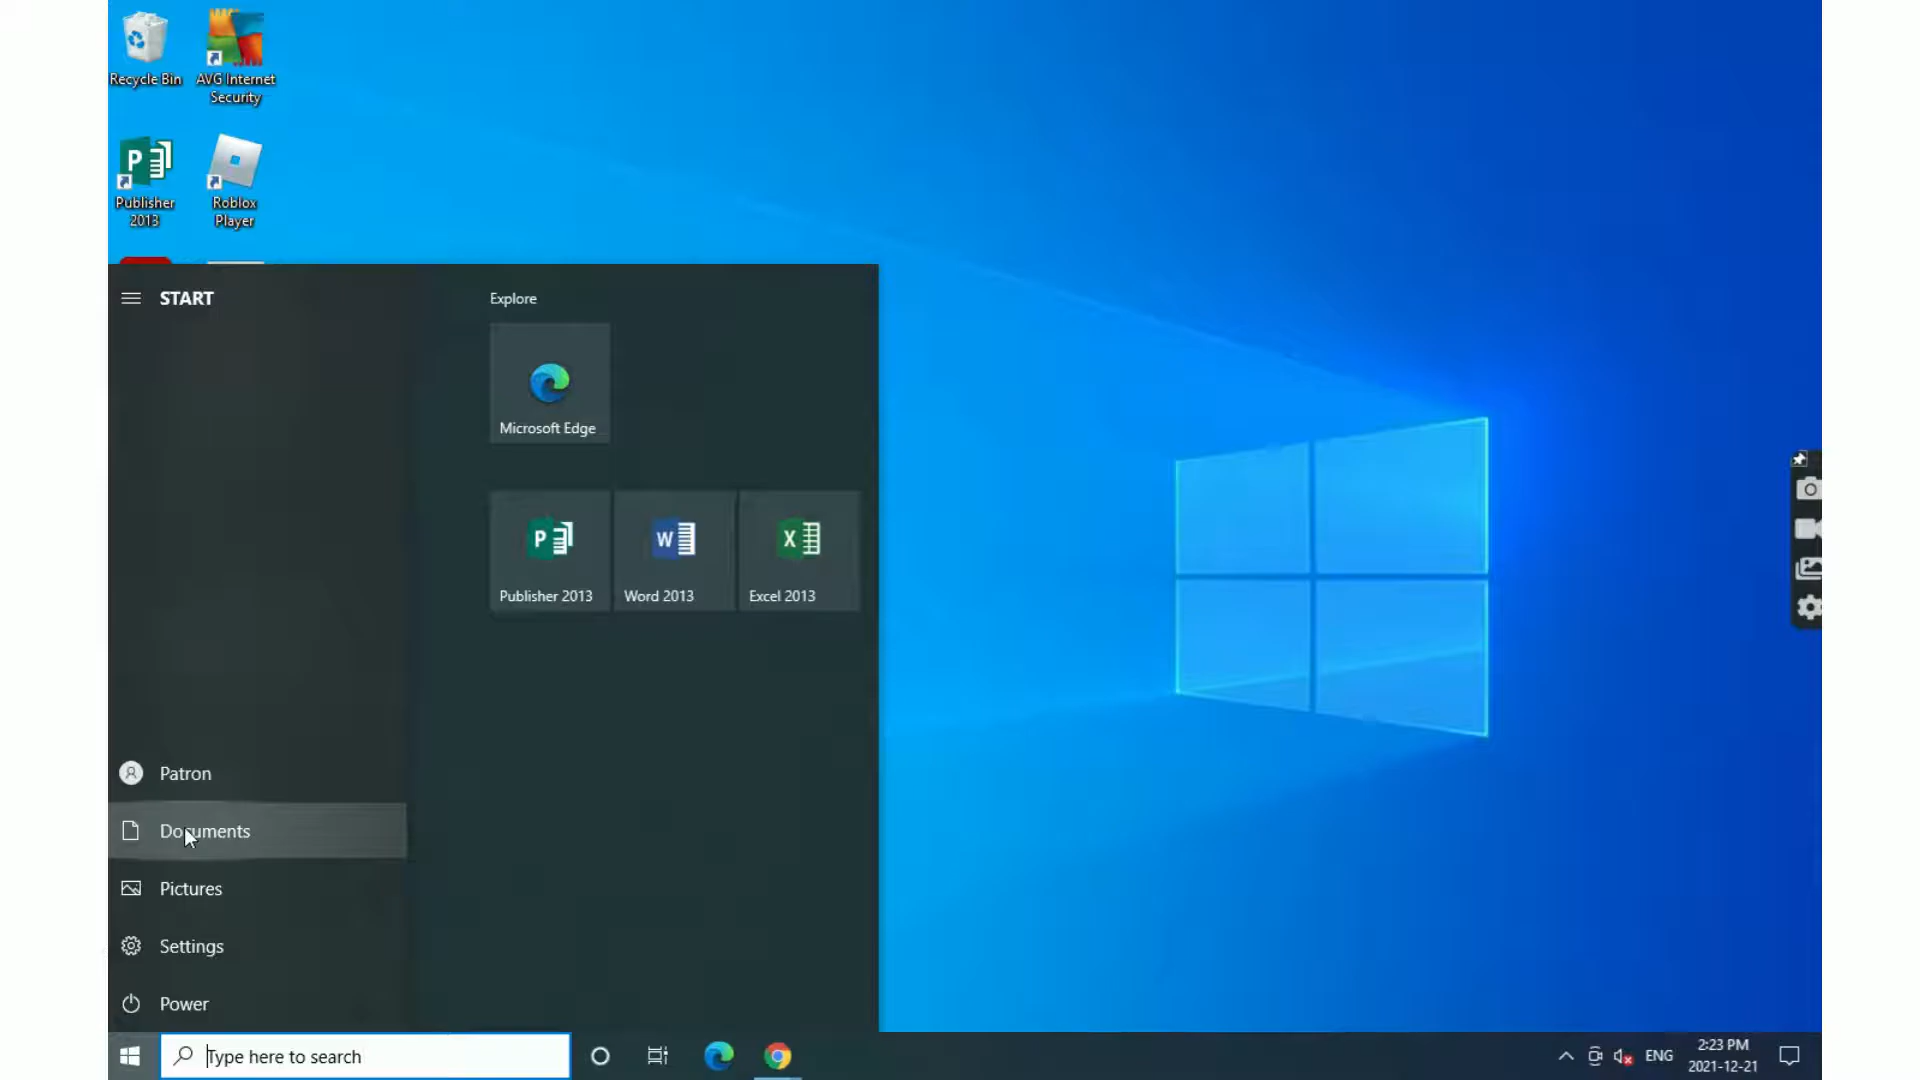 Recycle Bin
AVG Internet
Security
Publisher
2013
Roblox
Player
START
Explore
Microsoft Edge
Publisher 2013
Word 2013
Excel 2013
Patron
Documents
Pictures
Settings
Power
Type here to search
ENG
2:23 PM
2021-12-21